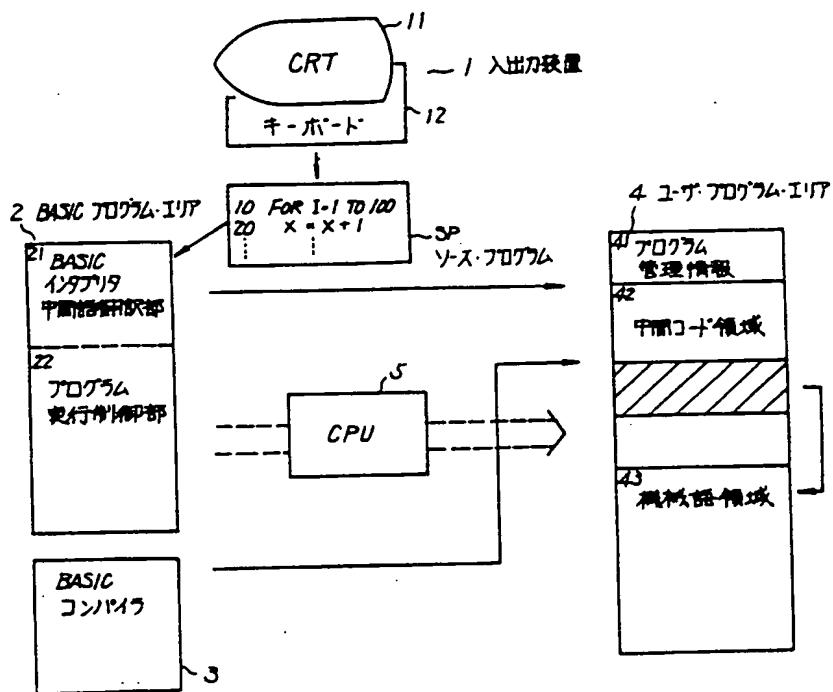 11
CRT
1 入出力装置
キーボード
12
10 FOR I=1 TO 100
20 X = X+1
SP
ソース・プログラム
2 BASIC プログラム・エリア
21
BASIC
インタプリタ
中間語翻訳部
22
プログラム
実行制御部
5
CPU
BASIC
コンパイラ
3
4 ユーザ・プログラム・エリア
41
プログラム
管理情報
42
中間コード領域
43
機械語領域